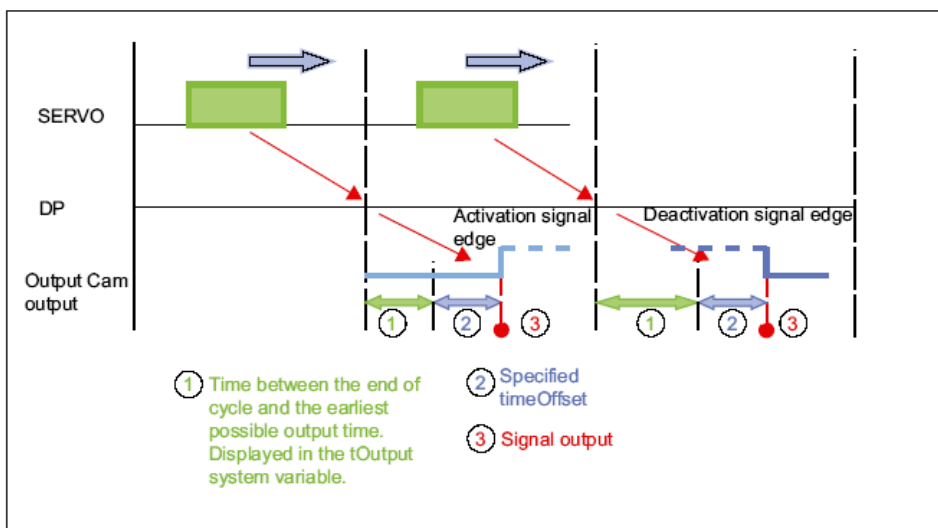 SERVO
DP
Activation signal
edge
Deactivation signal edge
Output Cam
output
1
2
3
1
2
3
1 Time between the end of
cycle and the earliest
possible output time.
Displayed in the tOutput
system variable.
2 Specified
timeOffset
3 Signal output